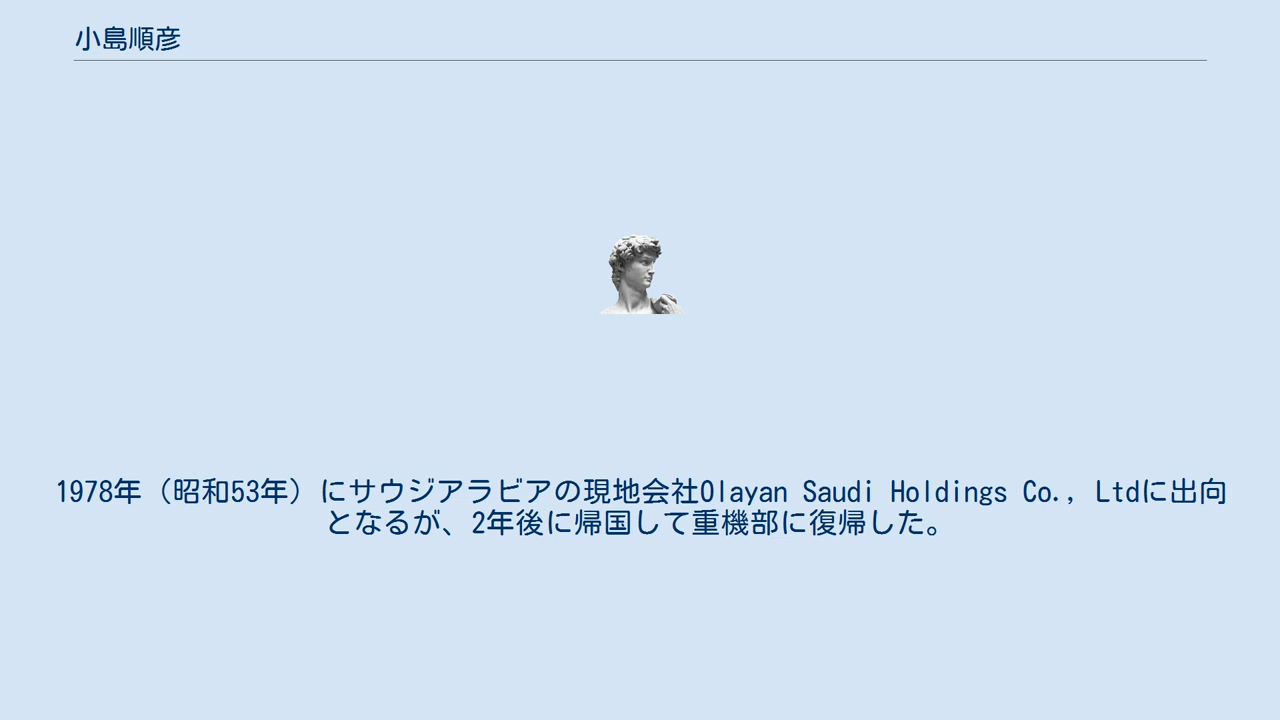 小島順彦
1978年（昭和53年）にサウジアラビアの現地会社Olayan Saudi Holdings Co., Ltdに出向
となるが、2年後に帰国して重機部に復帰した。